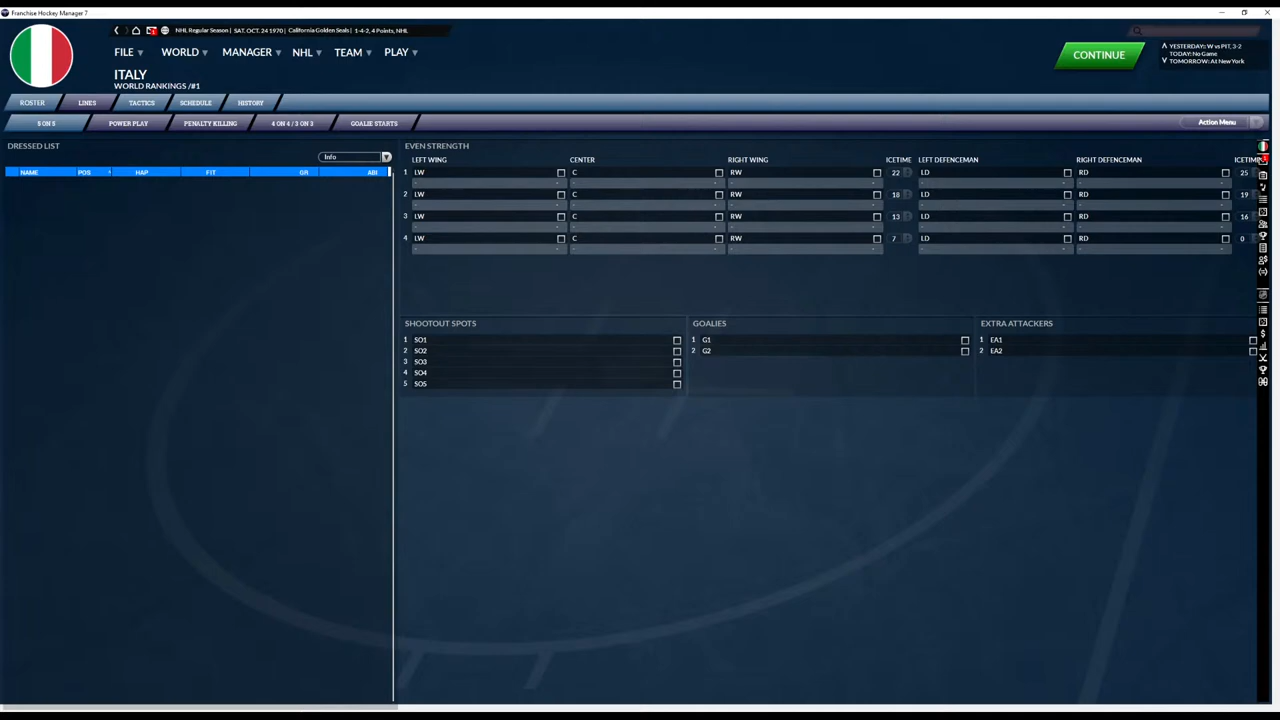 Franchise Hockey Manager 7
NHL Regular Season | SAT. OCT. 24 1970 | California Golden Seals | 1-4-2, 4 Points, NHL
FILE WORLD MANAGER NHL TEAM PLAY
CONTINUE
YESTERDAY: W vs PIT, 3-2
TODAY: No Game
TOMORROW: At New York
ITALY
WORLD RANKINGS /#1
ROSTER LINES TACTICS SCHEDULE HISTORY
5 ON 5 POWER PLAY PENALTY KILLING 4 ON 4 / 3 ON 3 GOALIE STARTS Action Menu
DRESSED LIST
Info
NAME POS HAP FIT GR ABI
EVEN STRENGTH
LEFT WING CENTER RIGHT WING ICETIME LEFT DEFENCEMAN RIGHT DEFENCEMAN ICETIME
1 LW C RW 22 LD RD 25
- - - - - - - - - -
2 LW C RW 18 LD RD 19
- - - - - - - - - -
3 LW C RW 13 LD RD 16
- - - - - - - - - -
4 LW C RW 7 LD RD 0
- - - - - - - - - -
SHOOTOUT SPOTS
1 SO1
2 SO2
3 SO3
4 SO4
5 SO5
GOALIES
1 G1
2 G2
EXTRA ATTACKERS
1 EA1
2 EA2